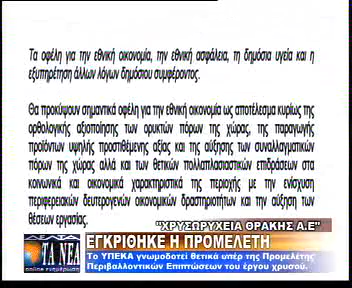 Τα οφέλη για την εθνική οικονομία, την εθνική ασφάλεια, τη δημόσια υγεία και η
εξυπηρέτηση άλλων λόγων δημόσιου συμφέροντος.
Θα προκύψουν σημαντικά οφέλη για την εθνική οικονομία ως αποτέλεσμα κυρίως της
ορθολογικής αξιοποίησης των ορυκτών πόρων της χώρας, της παραγωγής
προϊόντων υψηλής προστιθέμενης αξίας και της αύξησης των συναλλαγματικών
πόρων της χώρας αλλά και των θετικών πολλαπλασιαστικών επιδράσεων στα
κοινωνικά και οικονομικά χαρακτηριστικά της περιοχής με την ενίσχυση
περιφερειακών δευτερογενών οικονομικών δραστηριοτήτων και την αύξηση των
θέσεων εργασίας.
"ΧΡΥΣΩΡΥΧΕΙΑ ΘΡΑΚΗΣ Α.Ε"
ΕΓΚΡΙΘΗΚΕ Η ΠΡΟΜΕΛΕΤΗ
ΤΑ ΝΕΑ
online ενημέρωση
Το ΥΠΕΚΑ γνωμοδοτεί θετικά υπέρ της Προμελέτης
Περιβαλλοντικών Επιπτώσεων του έργου χρυσού.